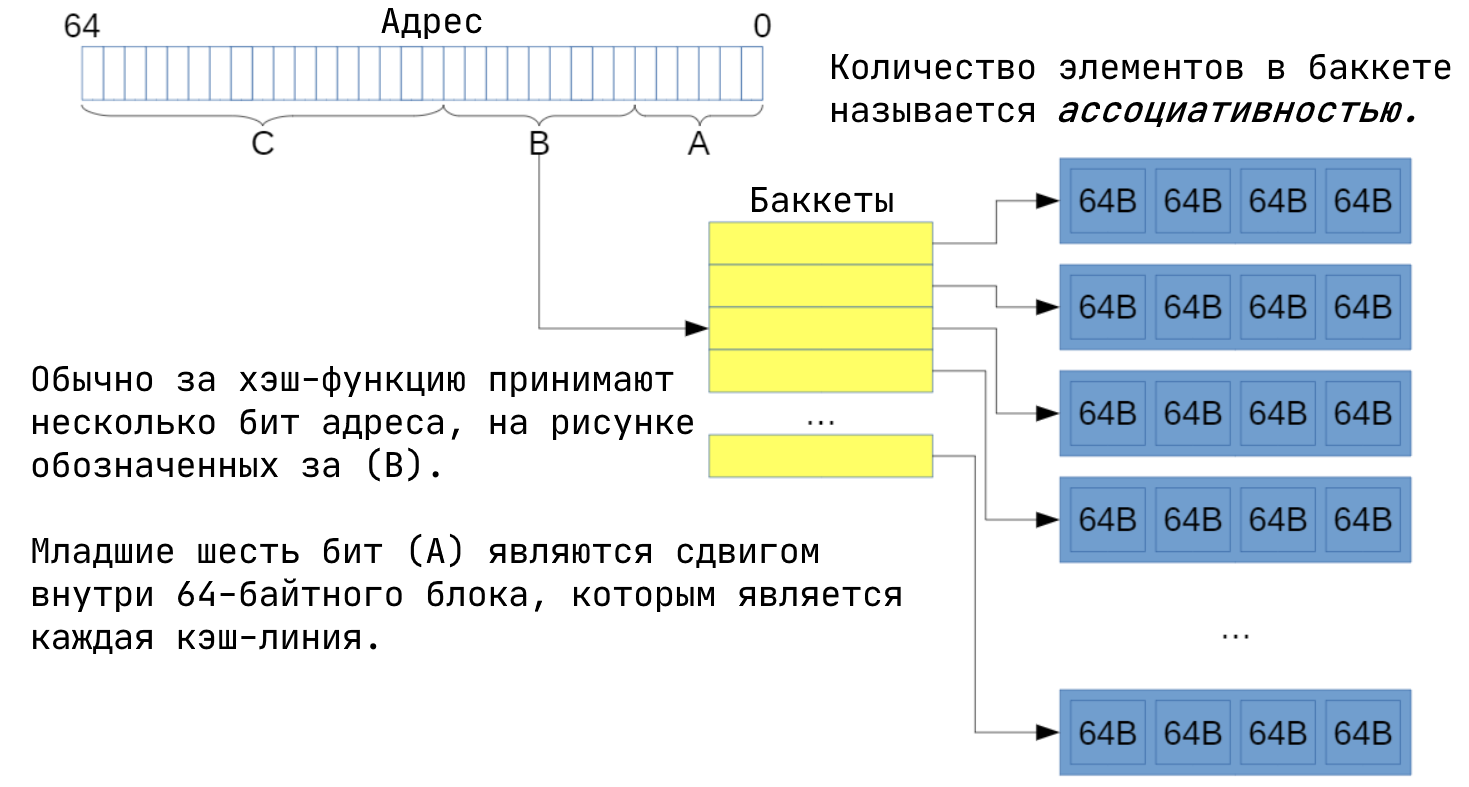 64 Адрес 0
Количество элементов в баккете
называется ассоциативностью.
C B A
Баккеты
64B 64B 64B 64B
64B 64B 64B 64B
64B 64B 64B 64B
64B 64B 64B 64B
...
...
64B 64B 64B 64B
Обычно за хэш-функцию принимают
несколько бит адреса, на рисунке
обозначенных за (B).
Младшие шесть бит (A) являются сдвигом
внутри 64-байтного блока, которым является
каждая кэш-линия.